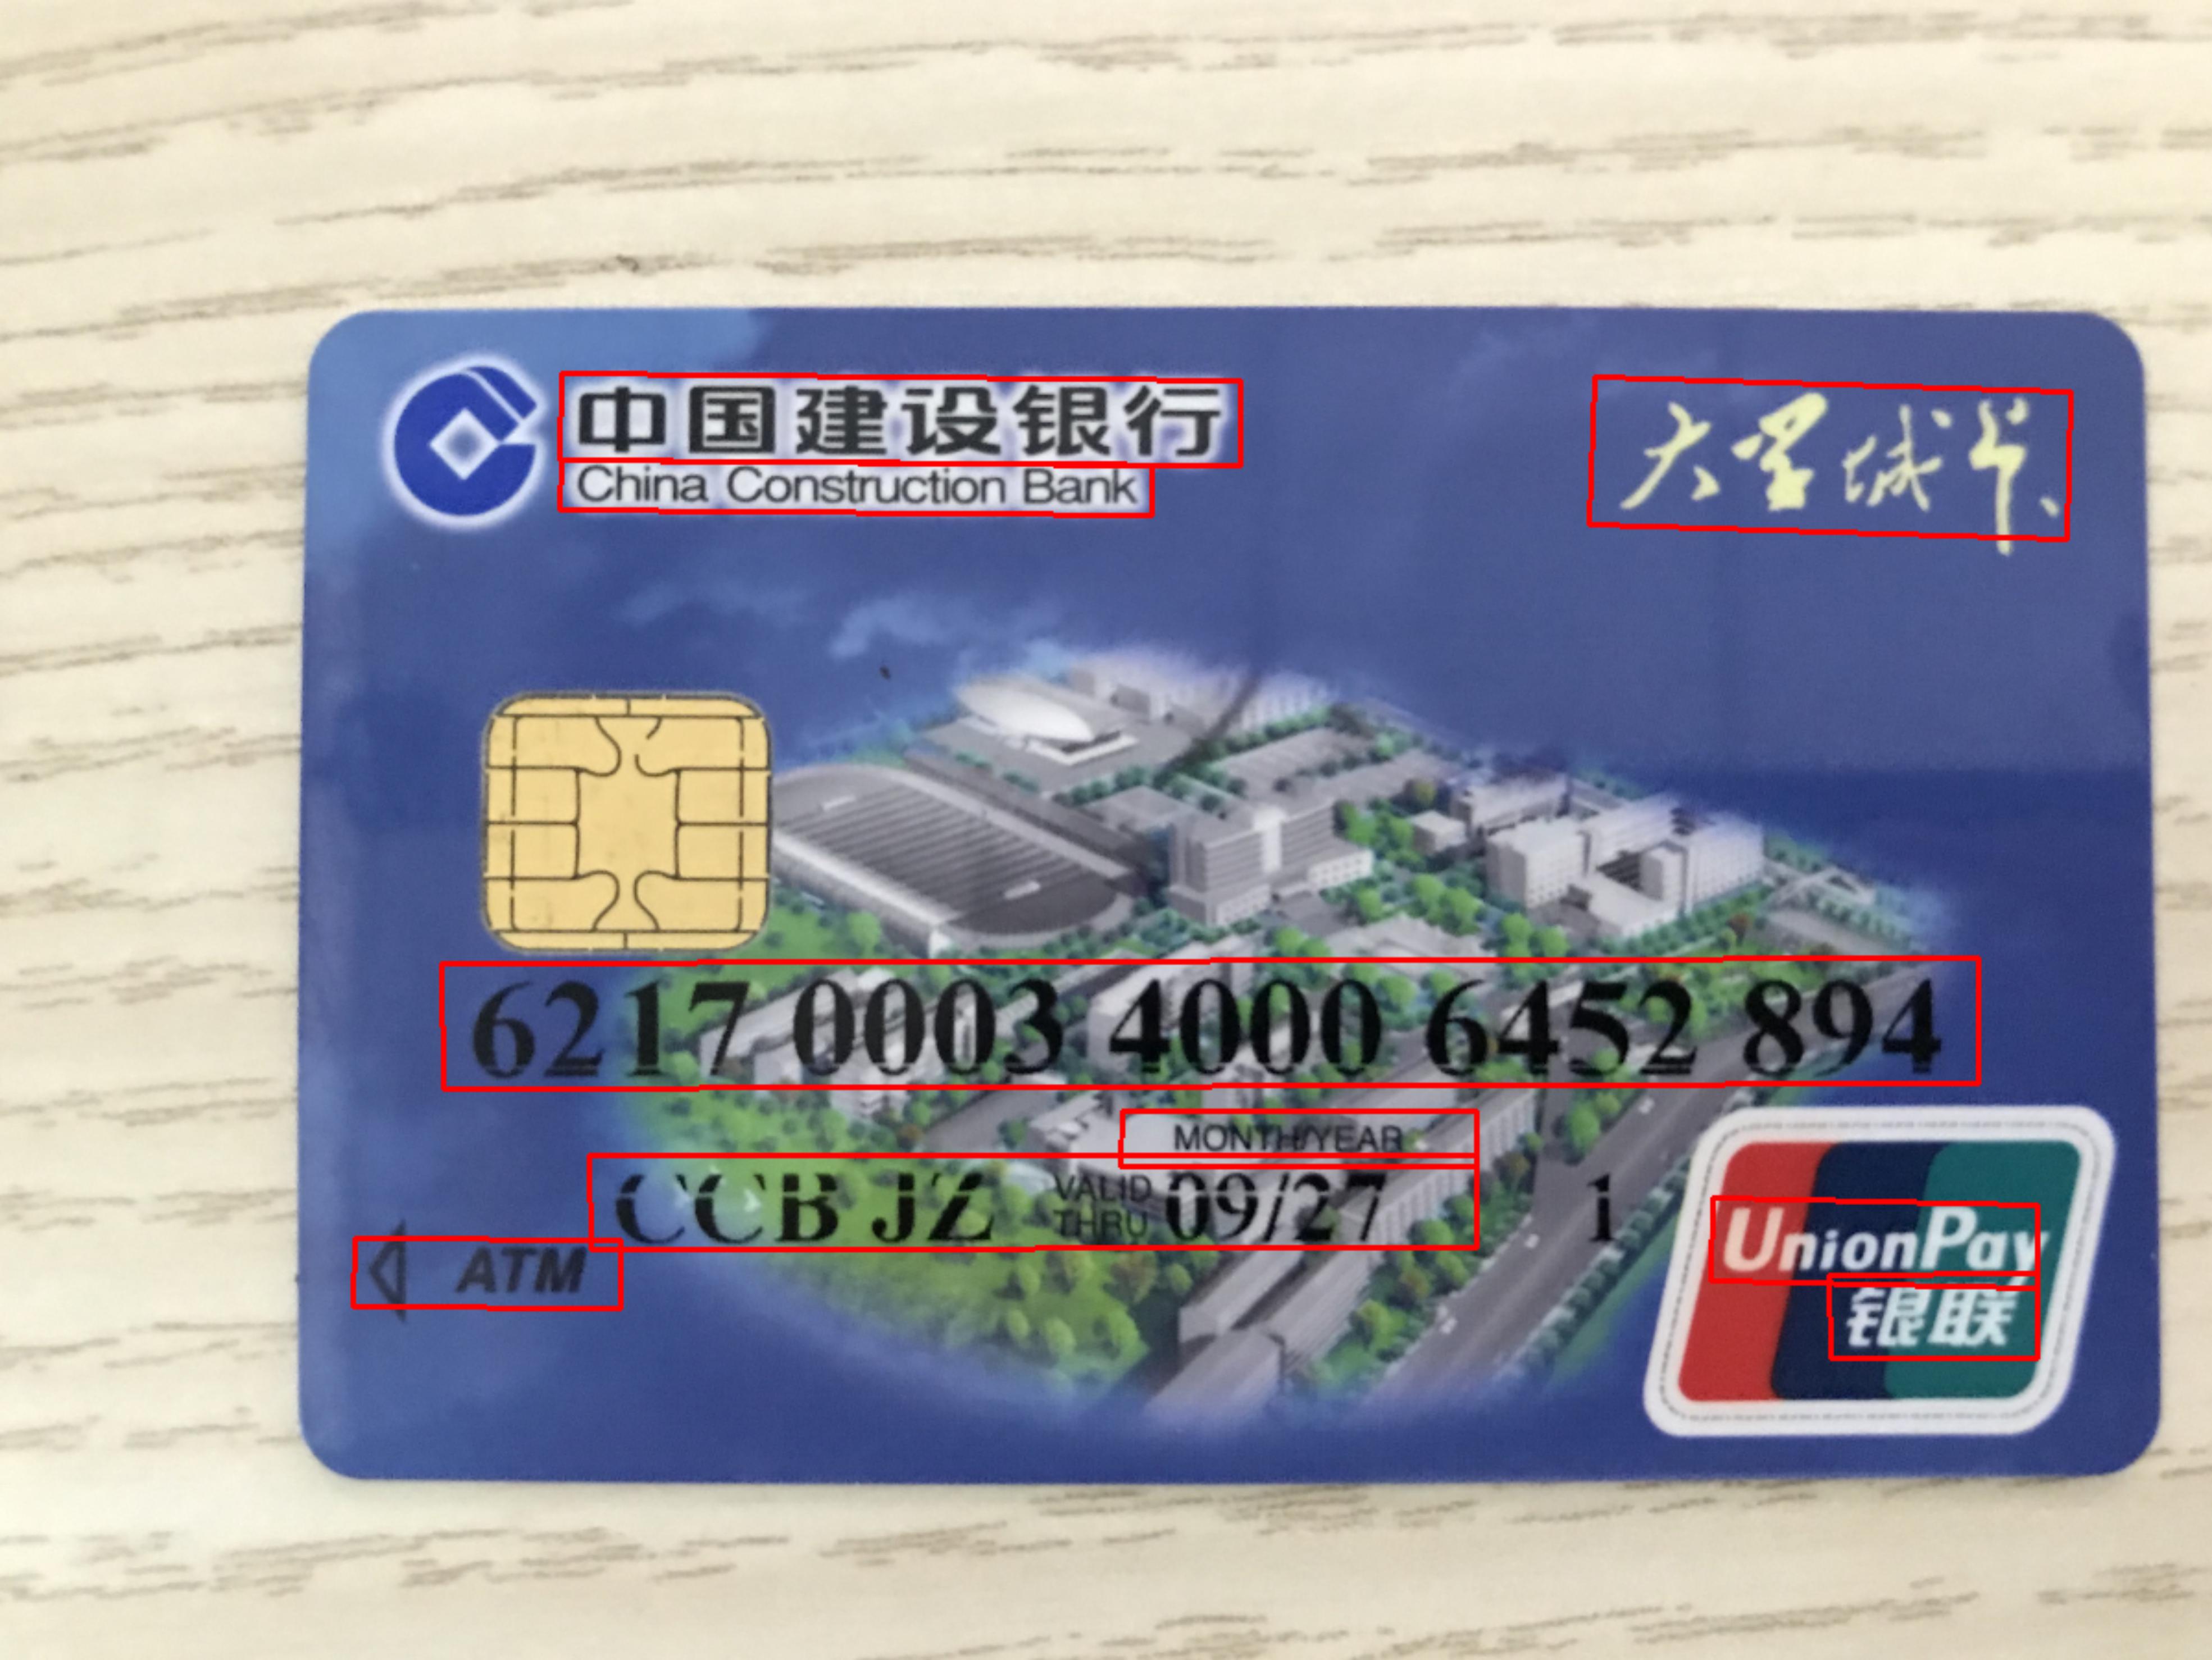 中国建设银行
China Construction Bank
大学城卡
6217 0003 4000 6452 894
MONTH/YEAR
CCB JZ VALID THRU 09/27 1
ATM
UnionPay
银联